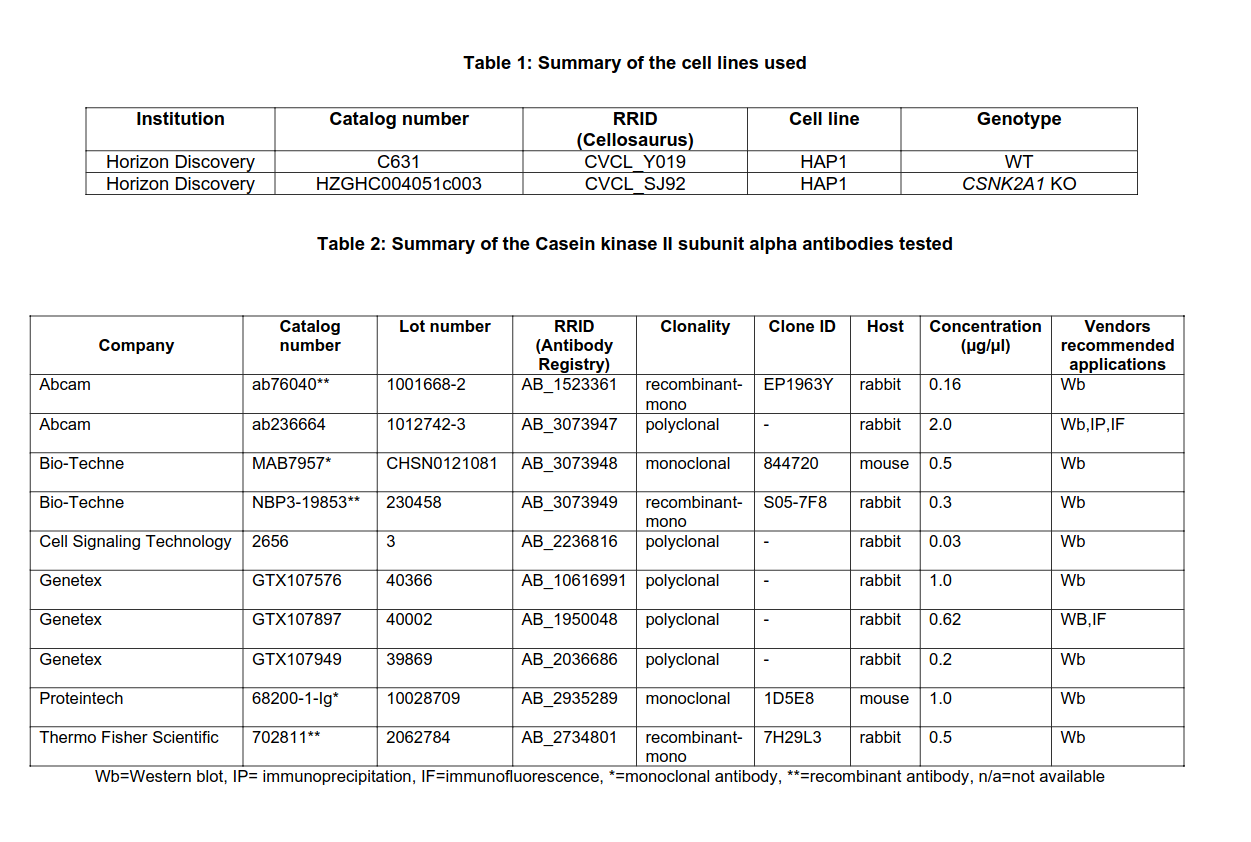 Table 1: Summary of the cell lines used
Institution Catalog number RRID Cell line Genotype
(Cellosaurus)
Horizon Discovery C631 CVCL_Y019 HAP1 WT
Horizon Discovery HZGHC004051c003 CVCL_SJ92 HAP1 CSNK2A1 KO
Table 2: Summary of the Casein kinase II subunit alpha antibodies tested
Company Catalog number Lot number RRID (Antibody Registry) Clonality Clone ID Host Concentration (µg/µl) Vendors recommended applications
Abcam ab76040** 1001668-2 AB_1523361 recombinant- EP1963Y rabbit 0.16 Wb
mono
Abcam ab236664 1012742-3 AB_3073947 polyclonal - rabbit 2.0 Wb,IP,IF
Bio-Techne MAB7957* CHSN0121081 AB_3073948 monoclonal 844720 mouse 0.5 Wb
Bio-Techne NBP3-19853** 230458 AB_3073949 recombinant- S05-7F8 rabbit 0.3 Wb
mono
Cell Signaling Technology 2656 3 AB_2236816 polyclonal - rabbit 0.03 Wb
Genetex GTX107576 40366 AB_10616991 polyclonal - rabbit 1.0 Wb
Genetex GTX107897 40002 AB_1950048 polyclonal - rabbit 0.62 WB,IF
Genetex GTX107949 39869 AB_2036686 polyclonal - rabbit 0.2 Wb
Proteintech 68200-1-Ig* 10028709 AB_2935289 monoclonal 1D5E8 mouse 1.0 Wb
Thermo Fisher Scientific 702811** 2062784 AB_2734801 recombinant- 7H29L3 rabbit 0.5 Wb
mono
Wb=Western blot, IP= immunoprecipitation, IF=immunofluorescence, *=monoclonal antibody, **=recombinant antibody, n/a=not available